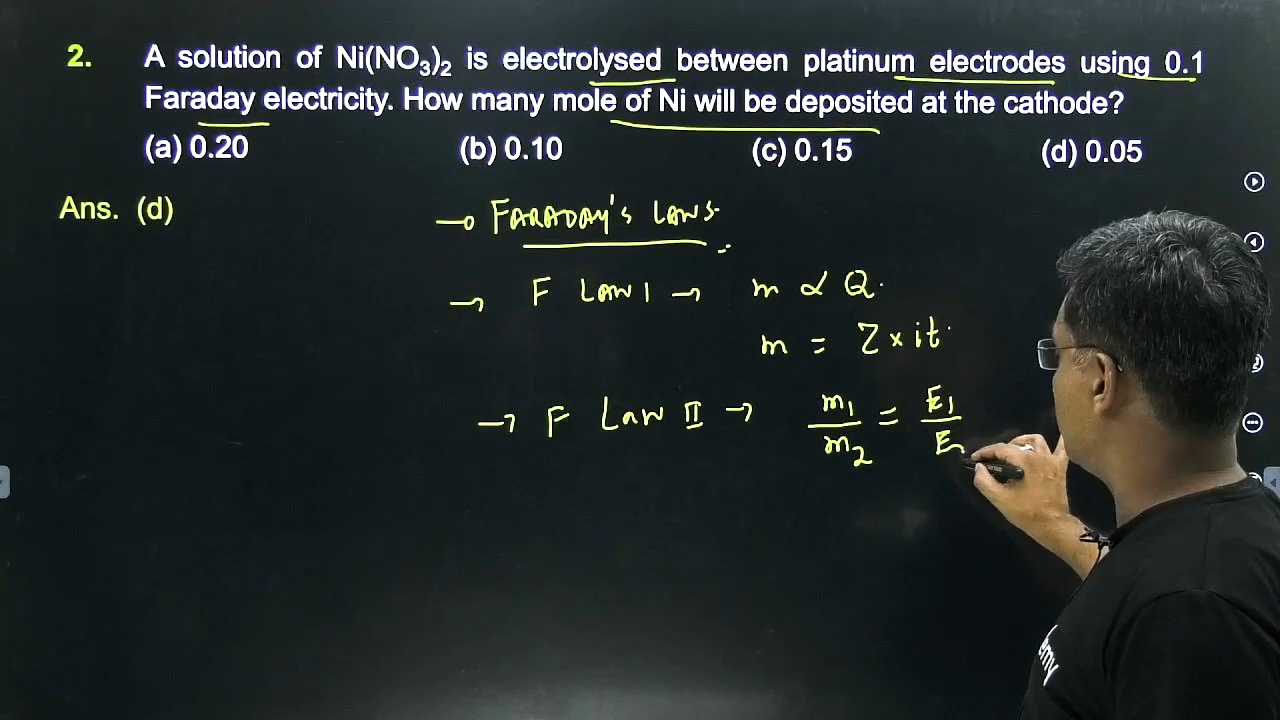 2. A solution of Ni(NO₃)₂ is electrolysed between platinum electrodes using 0.1
Faraday electricity. How many mole of Ni will be deposited at the cathode?
(a) 0.20 (b) 0.10 (c) 0.15 (d) 0.05
Ans. (d)
→ FARADAY'S LAWS.
→ F LAW 1 → m ∝ Q.
m = Z × it.
→ F LAW II → m₁/m₂ = E₁/E
emy